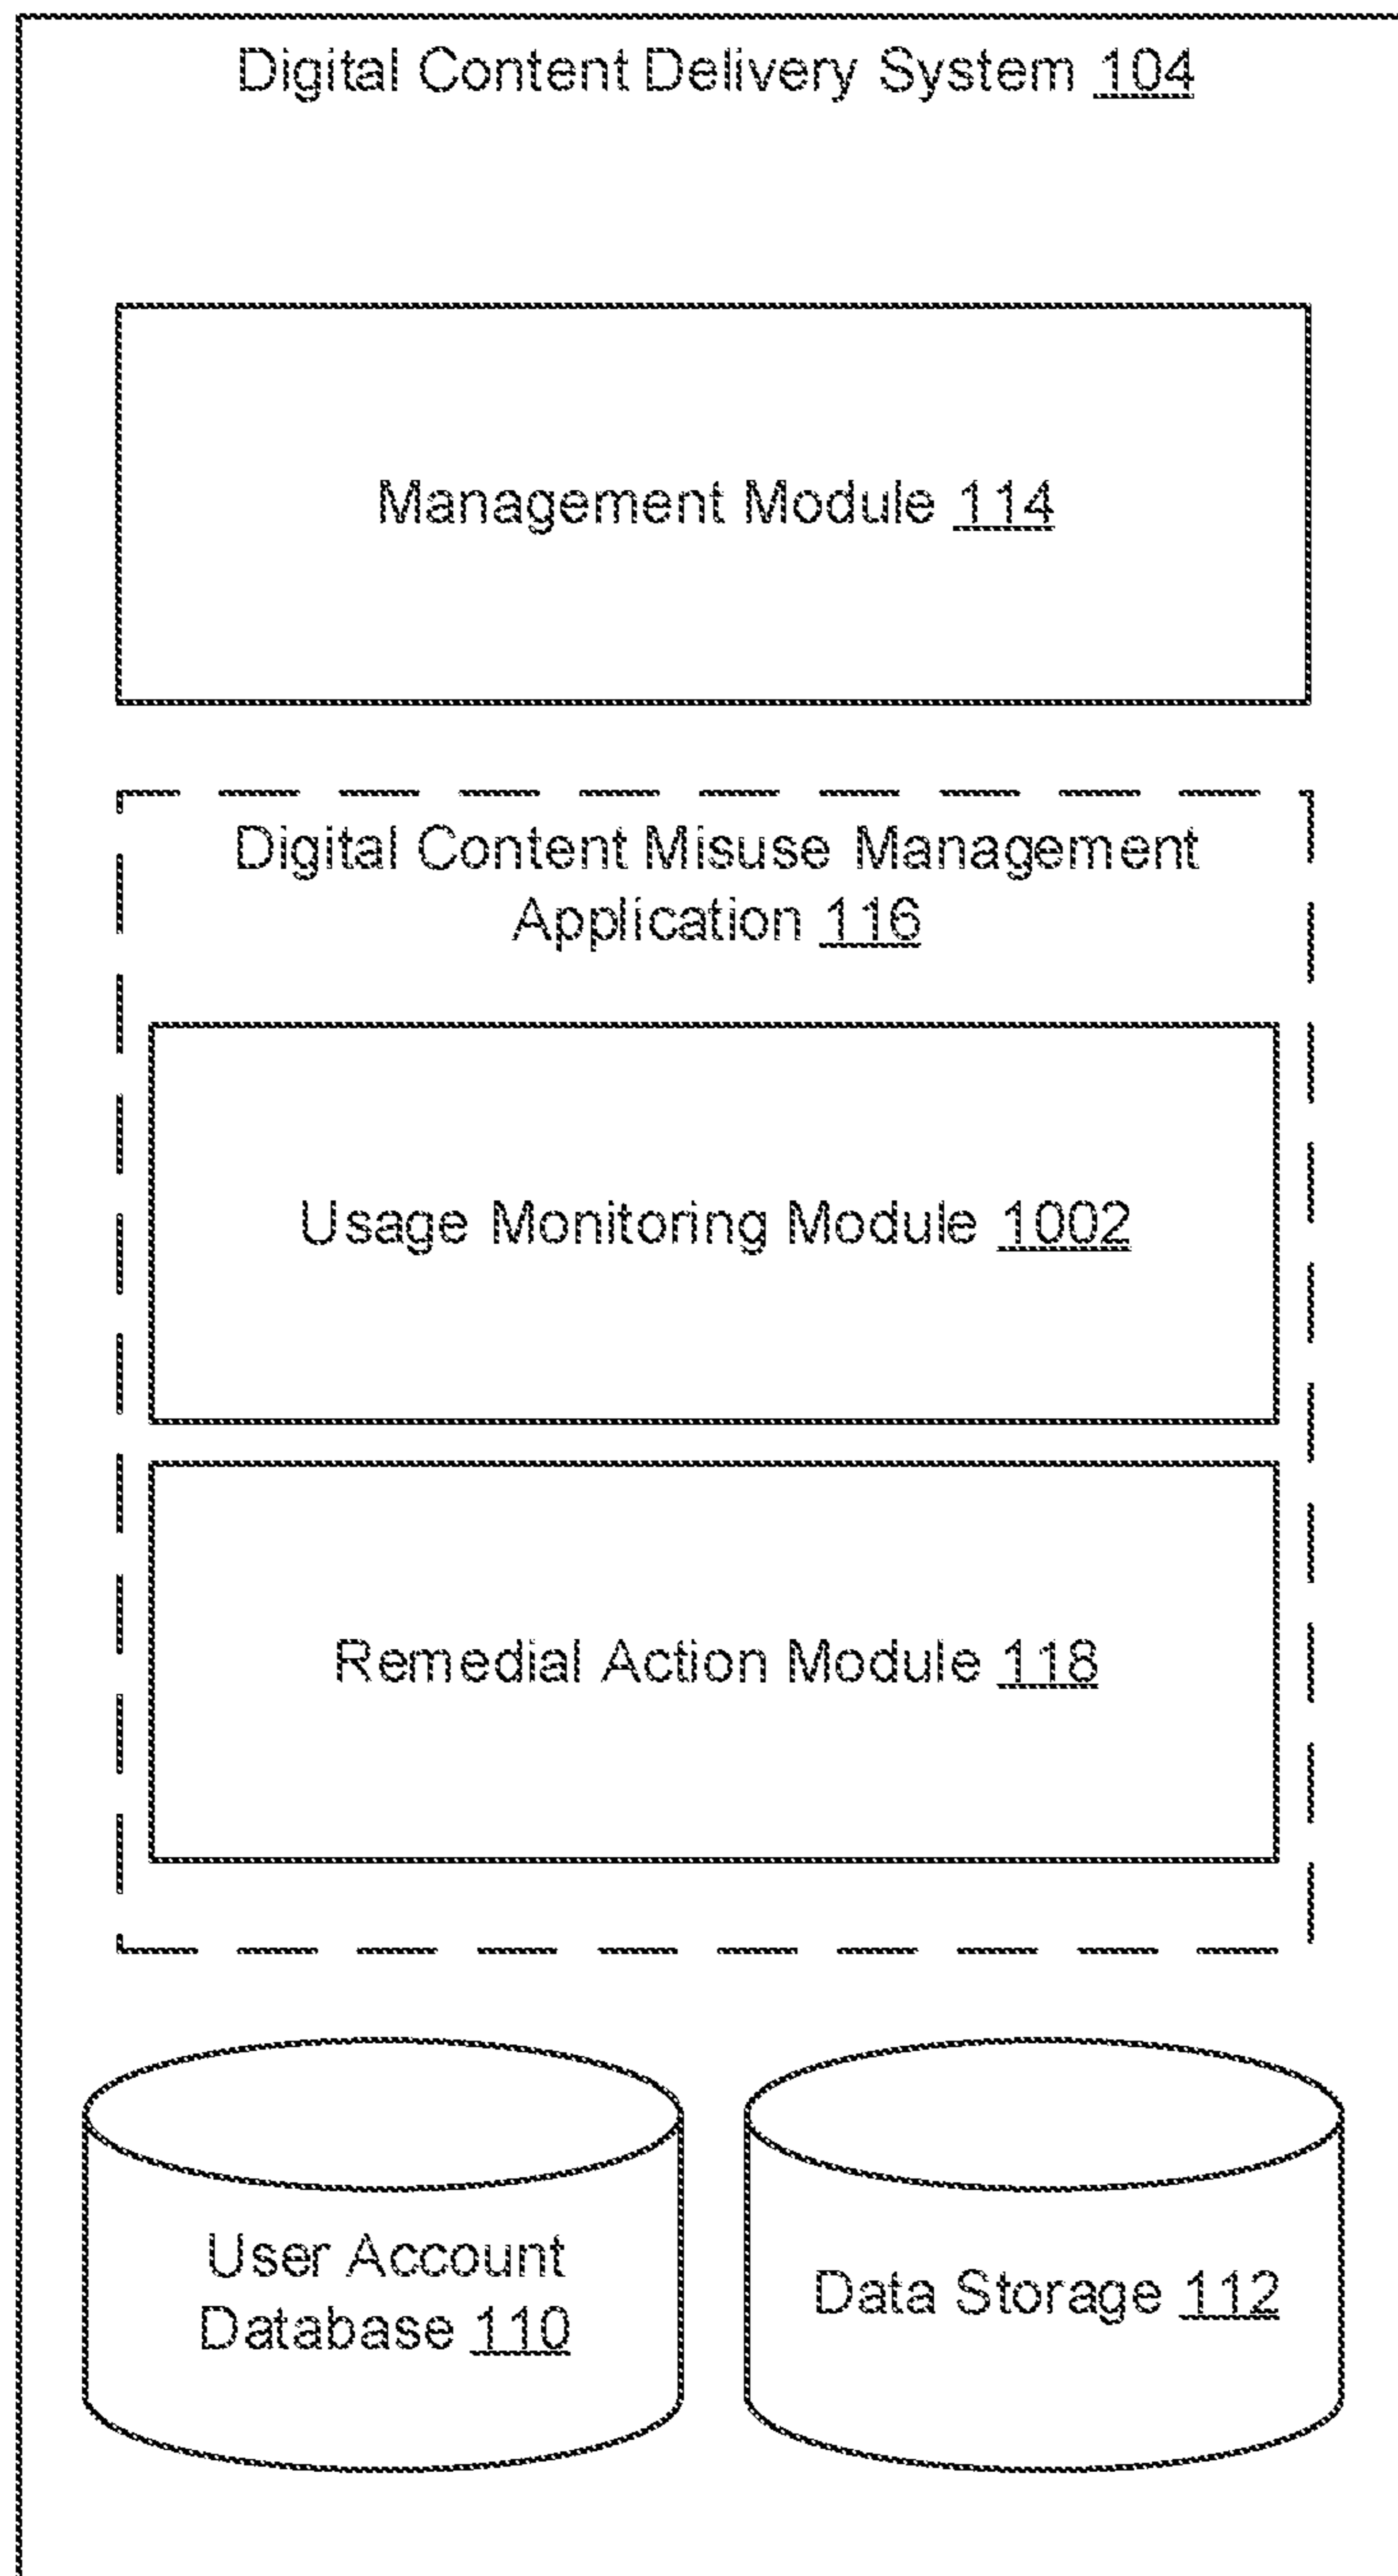 Digital Content Delivery System 104
Management Module 114
Digital Content Misuse Management
Application 116
Usage Monitoring Module 1002
Remedial Action Module 118
User Account
Database 110
Data Storage 112